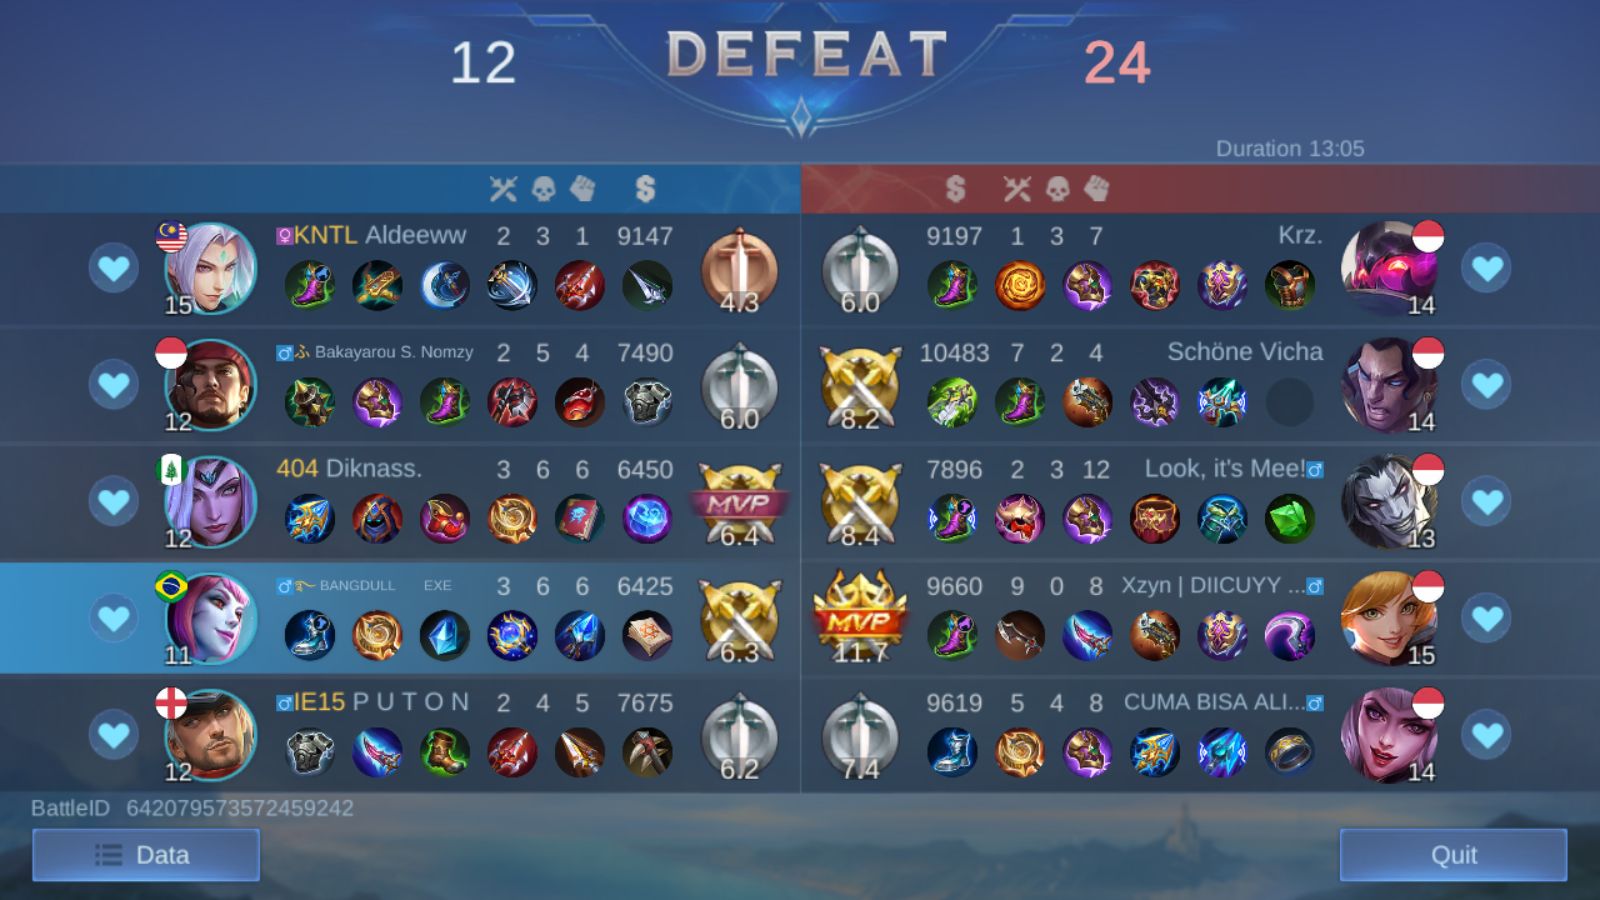 12 DEFEAT 24
Duration 13:05
KNTL Aldeeww 2 3 1 9147
15 4.3
9197 1 3 7 Krz.
6.0 14
Bakayarou S. Nomzy 2 5 4 7490
12 6.0
10483 7 2 4 Schöne Vicha
8.2 14
404 Diknass. 3 6 6 6450
12 MVP 6.4
7896 2 3 12 Look, it's Mee!
8.4 13
BANGDULL EXE 3 6 6 6425
11 6.3
9660 9 0 8 Xzyn | DIICUYY ...
MVP 11.7 15
IE15 P U T O N 2 4 5 7675
12 6.2
9619 5 4 8 CUMA BISA ALI...
7.4 14
BattleID 642079573572459242
Data
Quit